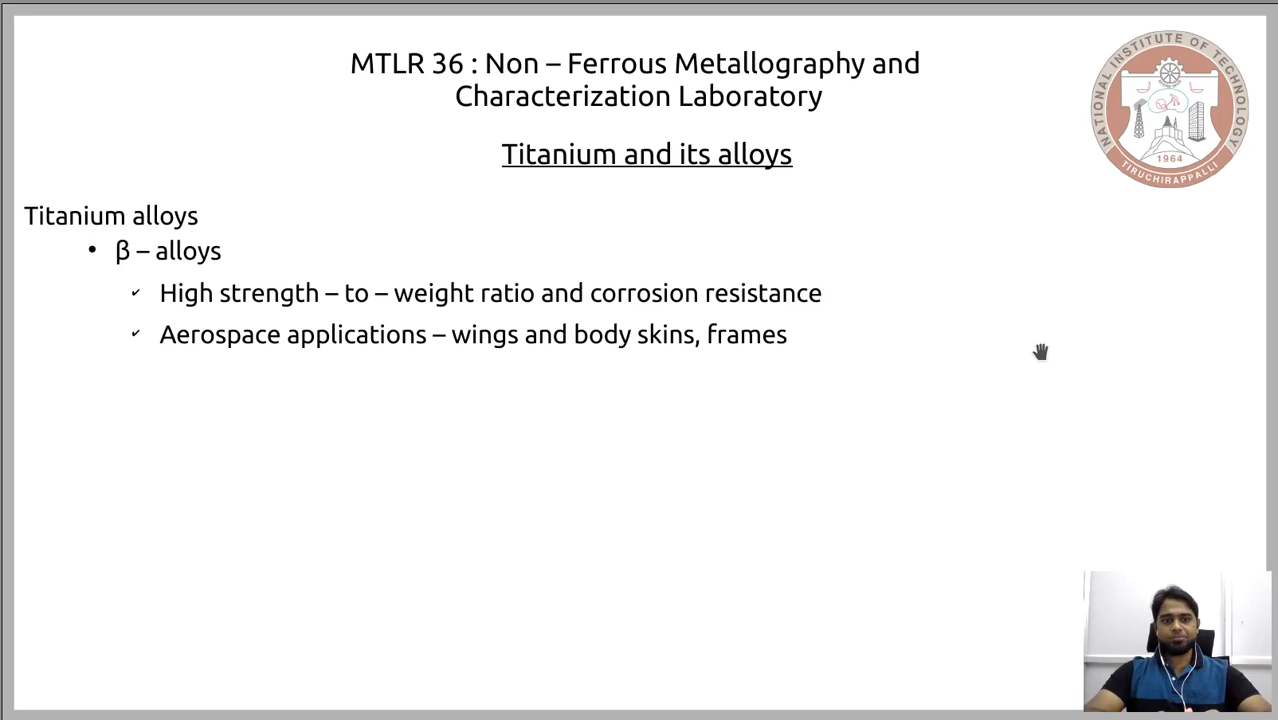 MTLR 36 : Non – Ferrous Metallography and
Characterization Laboratory
Titanium and its alloys
NATIONAL INSTITUTE OF TECHNOLOGY
1964
TIRUCHIRAPPALLI
Titanium alloys
• β – alloys
✓ High strength – to – weight ratio and corrosion resistance
✓ Aerospace applications – wings and body skins, frames